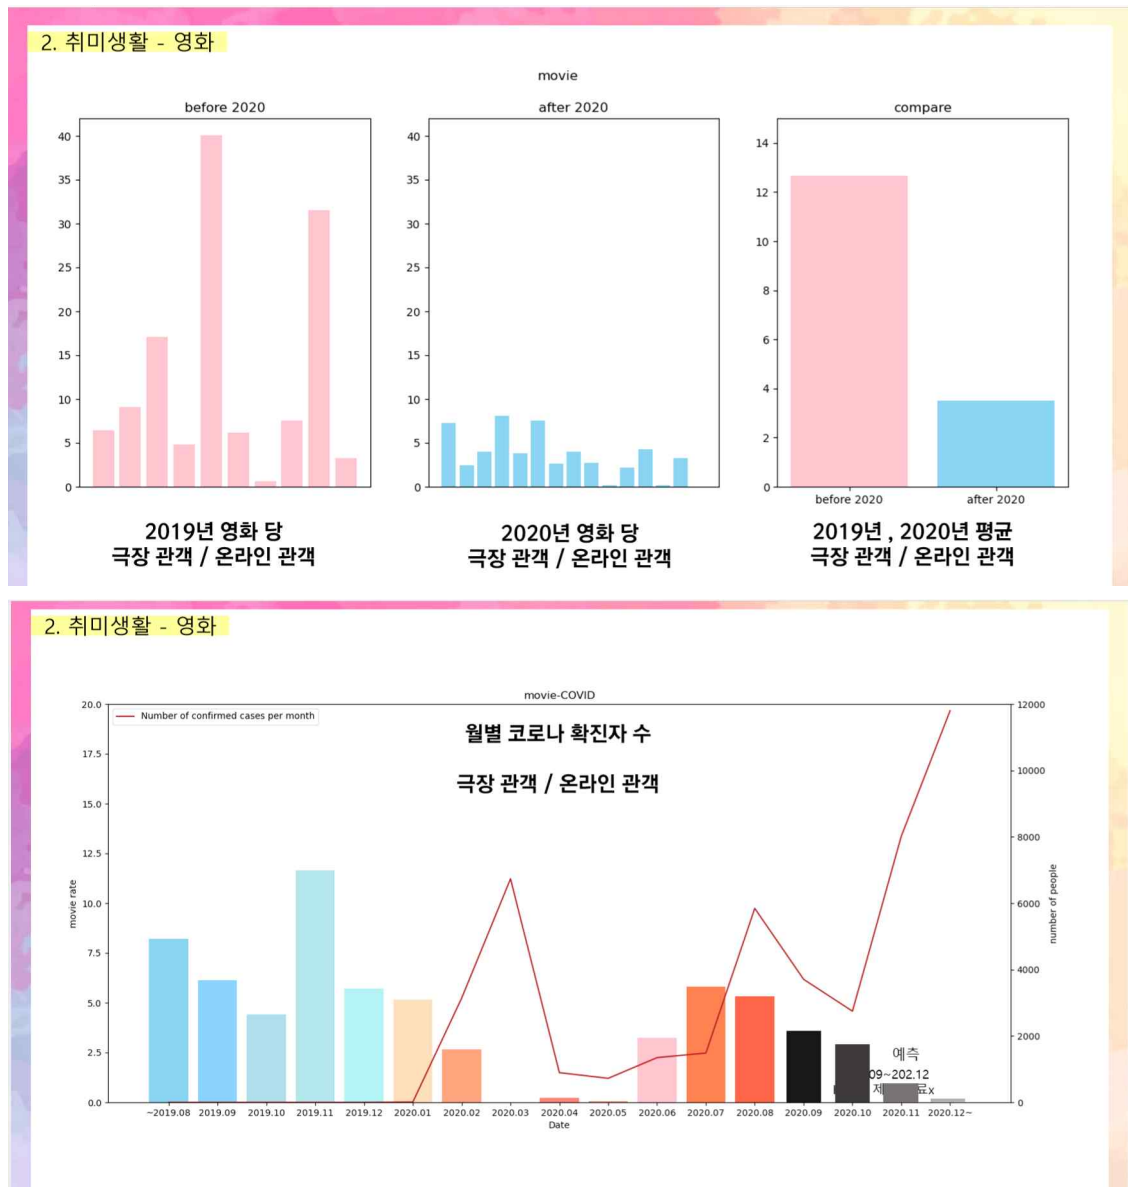 2. 취미생활 - 영화
movie
before 2020
after 2020
compare
40
35
30
25
20
15
10
5
0
40
35
30
25
20
15
10
5
0
14
12
10
8
6
4
2
0
before 2020
after 2020
2019년 영화 당
극장 관객 / 온라인 관객
2020년 영화 당
극장 관객 / 온라인 관객
2019년 , 2020년 평균
극장 관객 / 온라인 관객
2. 취미생활 - 영화
movie-COVID
Number of confirmed cases per month
월별 코로나 확진자 수
극장 관객 / 온라인 관객
20.0
17.5
15.0
12.5
10.0
7.5
5.0
2.5
0.0
movie rate
12000
10000
8000
6000
4000
2000
0
number of people
예측
09~202.12
~2019.08 2019.09 2019.10 2019.11 2019.12 2020.01 2020.02 2020.03 2020.04 2020.05 2020.06 2020.07 2020.08 2020.09 2020.10 2020.11 2020.12~
Date